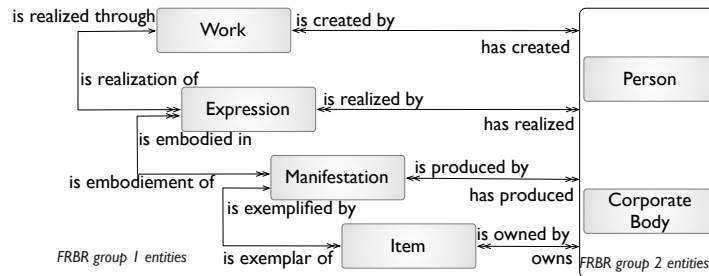 is realized through
Work
is created by
has created
is realization of
Person
Expression
is realized by
has realized
is embodied in
is embodiement of
Manifestation
is produced by
has produced
is exemplified by
Corporate
Body
Item
is owned by
owns
is exemplar of
FRBR group 1 entities
FRBR group 2 entities